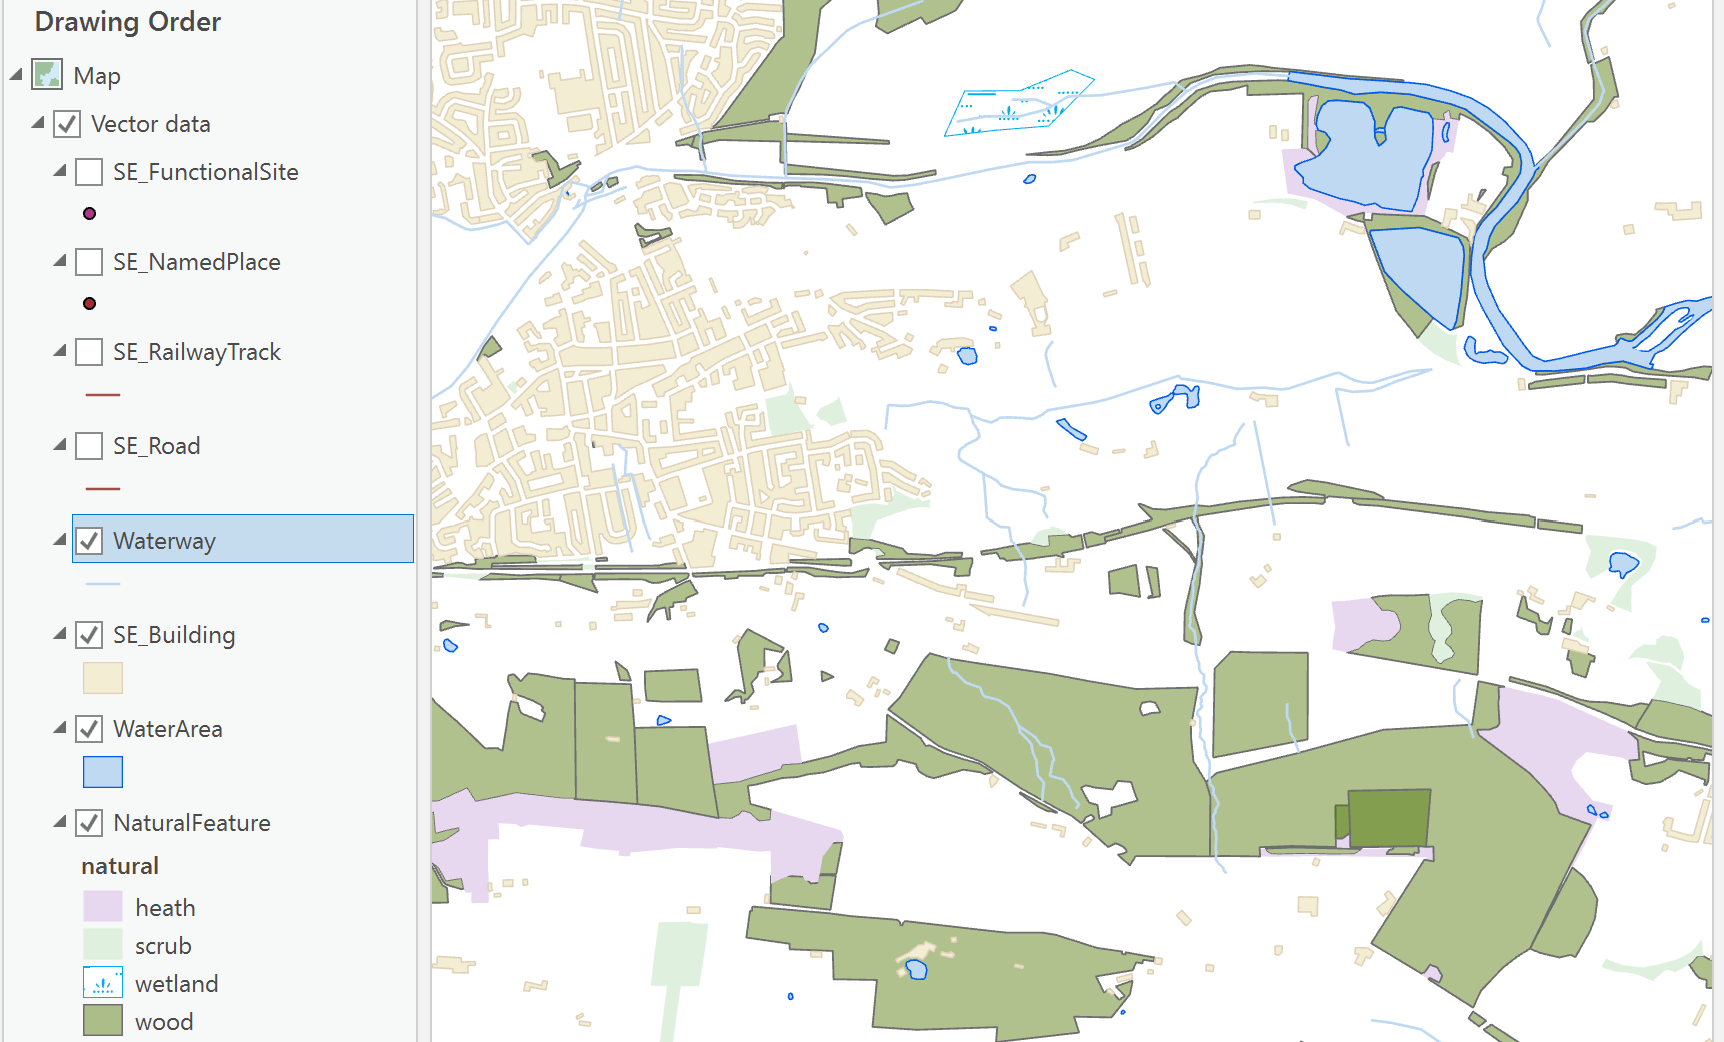 Drawing Order
Map
Vector data
SE_FunctionalSite
SE_NamedPlace
SE_RailwayTrack
SE_Road
Waterway
SE_Building
WaterArea
NaturalFeature
natural
heath
scrub
wetland
wood